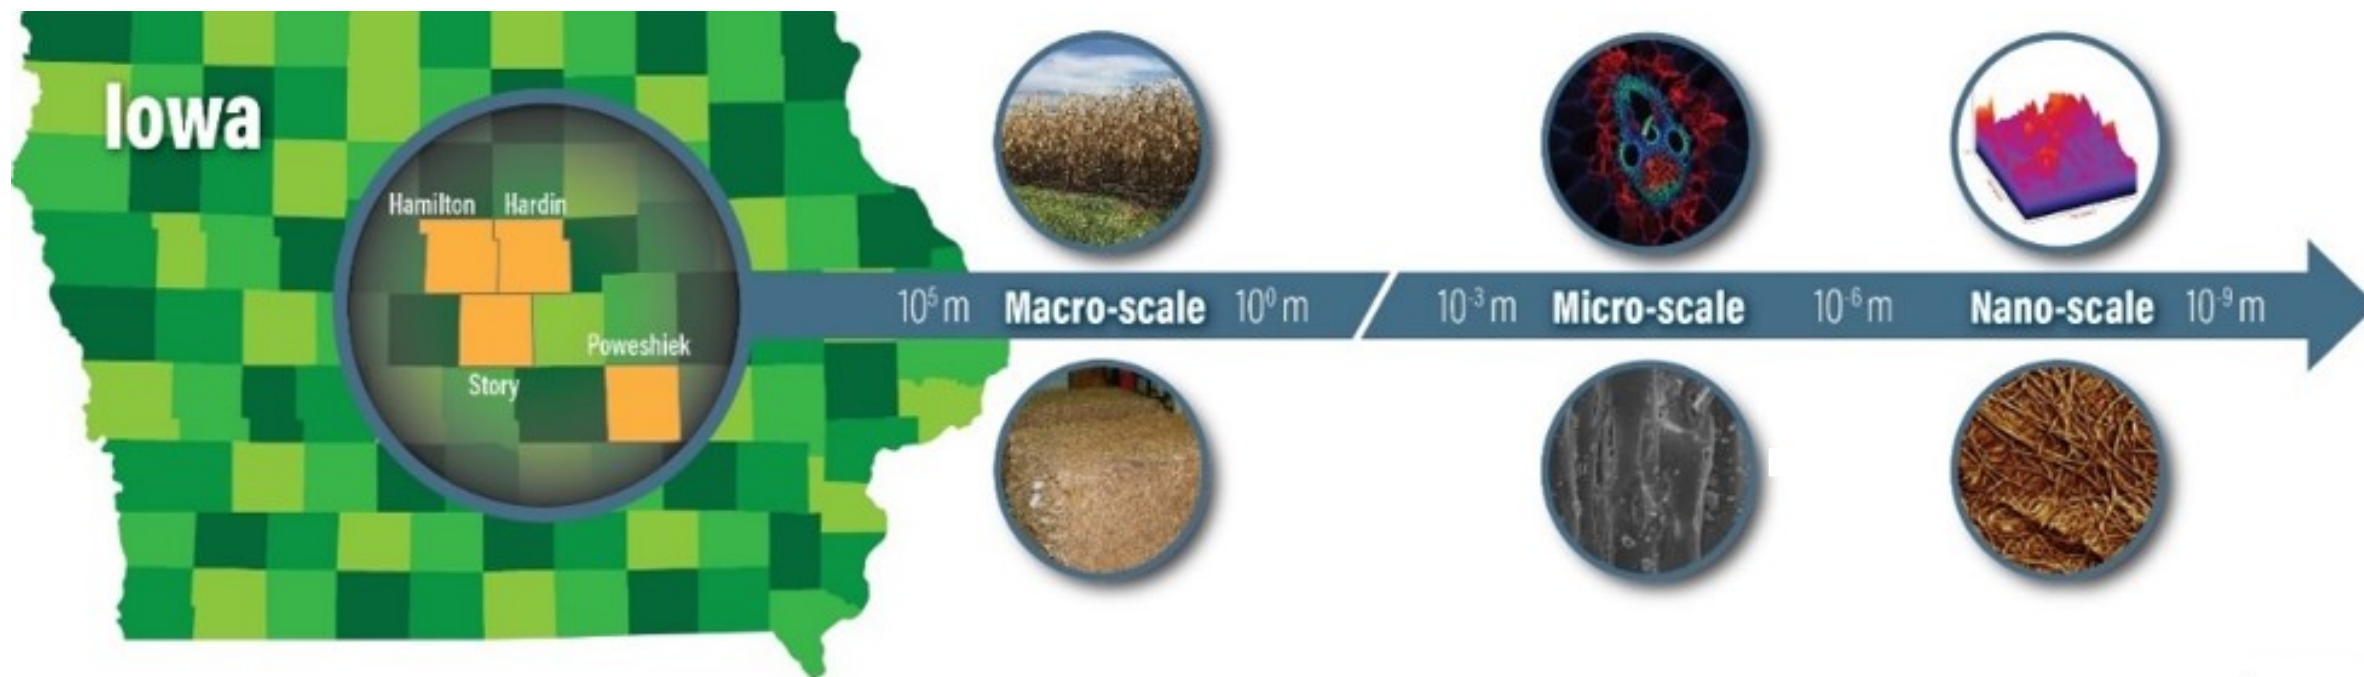 Iowa
Hamilton Hardin
Poweshiek
Story
10⁵ m Macro-scale 10⁰ m 10⁻³ m Micro-scale 10⁻⁶ m Nano-scale 10⁻⁹ m